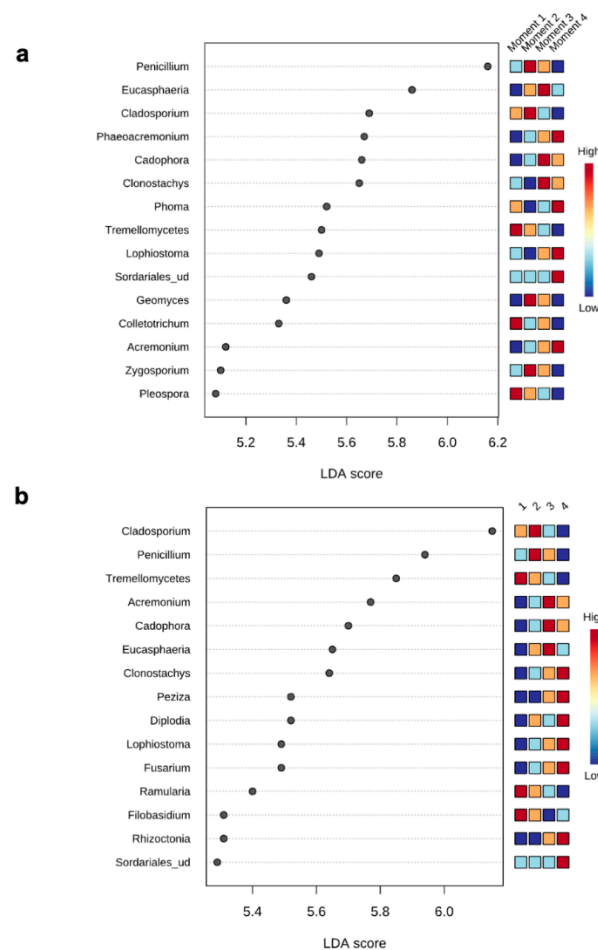 a
Moment 1
Moment 2
Moment 3
Moment 4
Penicillium
Eucasphaeria
Cladosporium
Phaeoacremonium
Cadophora
Clonostachys
Phoma
Tremellomycetes
Lophiostoma
Sordariales_ud
Geomyces
Colletotrichum
Acremonium
Zygosporium
Pleospora
High
Low
5.2 5.4 5.6 5.8 6.0 6.2
LDA score
b
1 2 3 4
Cladosporium
Penicillium
Tremellomycetes
Acremonium
Cadophora
Eucasphaeria
Clonostachys
Peziza
Diplodia
Lophiostoma
Fusarium
Ramularia
Filobasidium
Rhizoctonia
Sordariales_ud
Hig
Low
5.4 5.6 5.8 6.0
LDA score